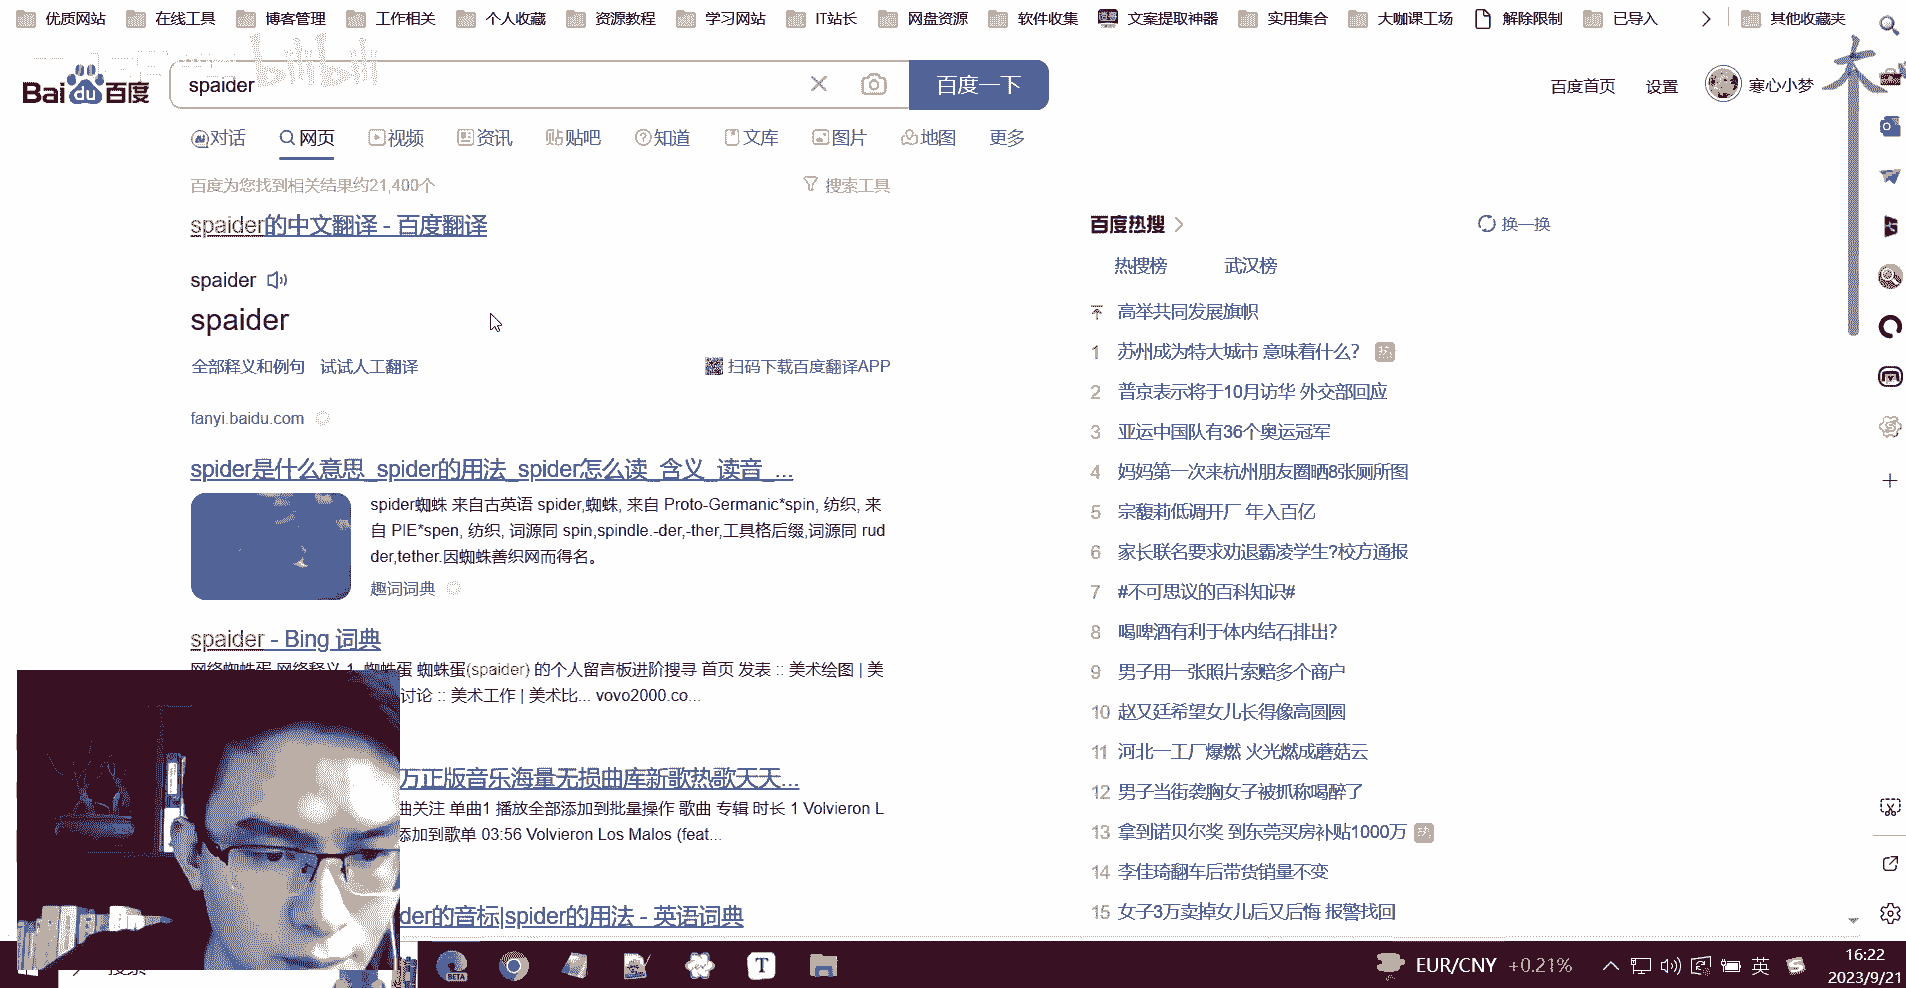 优质网站 在线工具 博客管理 工作相关 个人收藏 资源教程 学习网站 IT站长 网盘资源 软件收集 文案提取神器 实用集合 大咖课工场 解除限制 已导入 其他收藏夹
bilibili
木
Bai du 百度 spaider 百度一下 百度首页 设置 寒心小梦
对话 网页 视频 资讯 贴吧 知道 文库 图片 地图 更多
百度为您找到相关结果约21,400个 搜索工具
spaider的中文翻译 - 百度翻译
spaider
spaider
全部释义和例句 试试人工翻译 扫码下载百度翻译APP
fanyi.baidu.com
spider是什么意思_spider的用法_spider怎么读_含义_读音_...
spider蜘蛛 来自古英语 spider,蜘蛛, 来自 Proto-Germanic*spin, 纺织, 来
自 PIE*spen, 纺织, 词源同 spin,spindle.-der,-ther,工具格后缀,词源同 rud
der,tether.因蜘蛛善织网而得名。
趣词词典
spaider - Bing 词典
网络蜘蛛蛋 网络释义 1. 蜘蛛蛋 蜘蛛蛋(spaider) 的个人留言板进阶搜寻 首页 发表 :: 美术绘图 | 美
讨论 :: 美术工作 | 美术比... vovo2000.co...
万正版音乐海量无损曲库新歌热歌天天...
曲关注 单曲1 播放全部添加到批量操作 歌曲 专辑 时长 1 Volvieron L
添加到歌单 03:56 Volvieron Los Malos (feat...
der的音标|spider的用法 - 英语词典
百度热搜 换一换
热搜榜 武汉榜
高举共同发展旗帜
1 苏州成为特大城市 意味着什么? 热
2 普京表示将于10月访华 外交部回应
3 亚运中国队有36个奥运冠军
4 妈妈第一次来杭州朋友圈晒8张厕所图
5 宗馥莉低调开厂 年入百亿
6 家长联名要求劝退霸凌学生?校方通报
7 #不可思议的百科知识#
8 喝啤酒有利于体内结石排出?
9 男子用一张照片索赔多个商户
10 赵又廷希望女儿长得像高圆圆
11 河北一工厂爆燃 火光燃成蘑菇云
12 男子当街袭胸女子被抓称喝醉了
13 拿到诺贝尔奖 到东莞买房补贴1000万 热
14 李佳琦翻车后带货销量不变
15 女子3万卖掉女儿后又后悔 报警找回
BETA T EUR/CNY +0.21% 英 16:22
2023/9/21